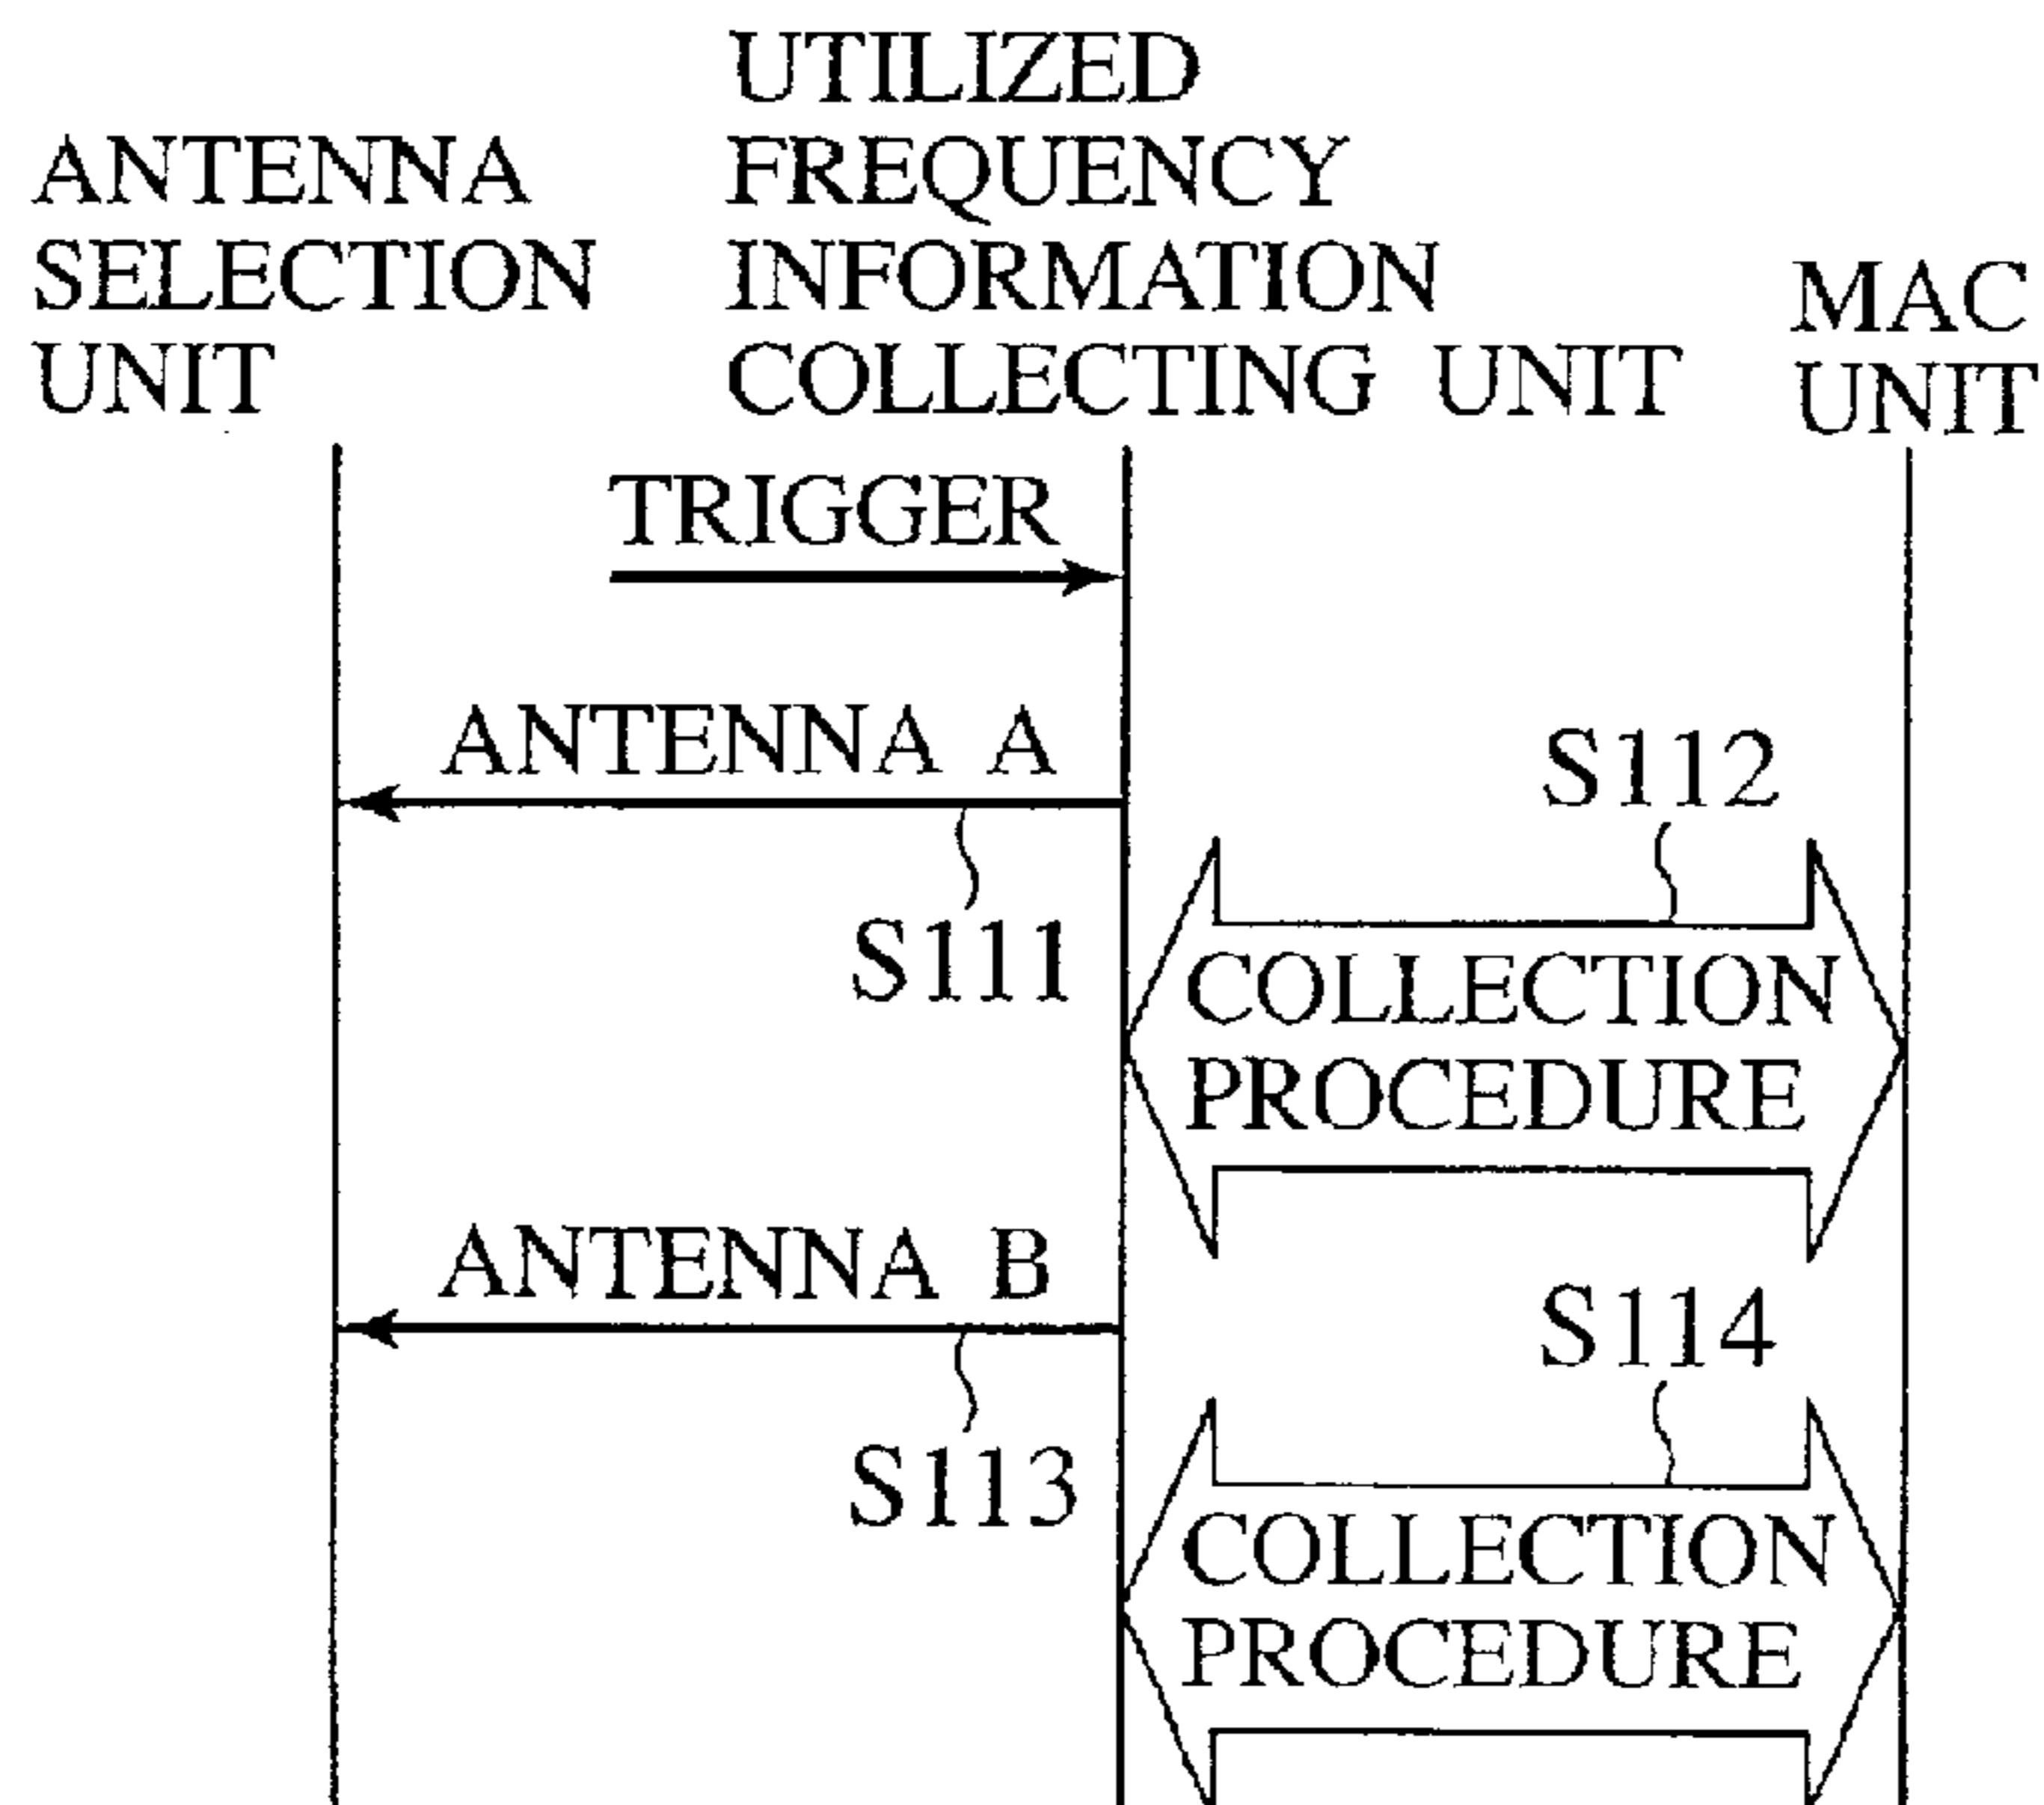 ANTENNA
SELECTION
UNIT
UTILIZED
FREQUENCY
INFORMATION
COLLECTING UNIT
MAC
UNIT
TRIGGER
ANTENNA A
S111
S112
COLLECTION
PROCEDURE
ANTENNA B
S113
S114
COLLECTION
PROCEDURE